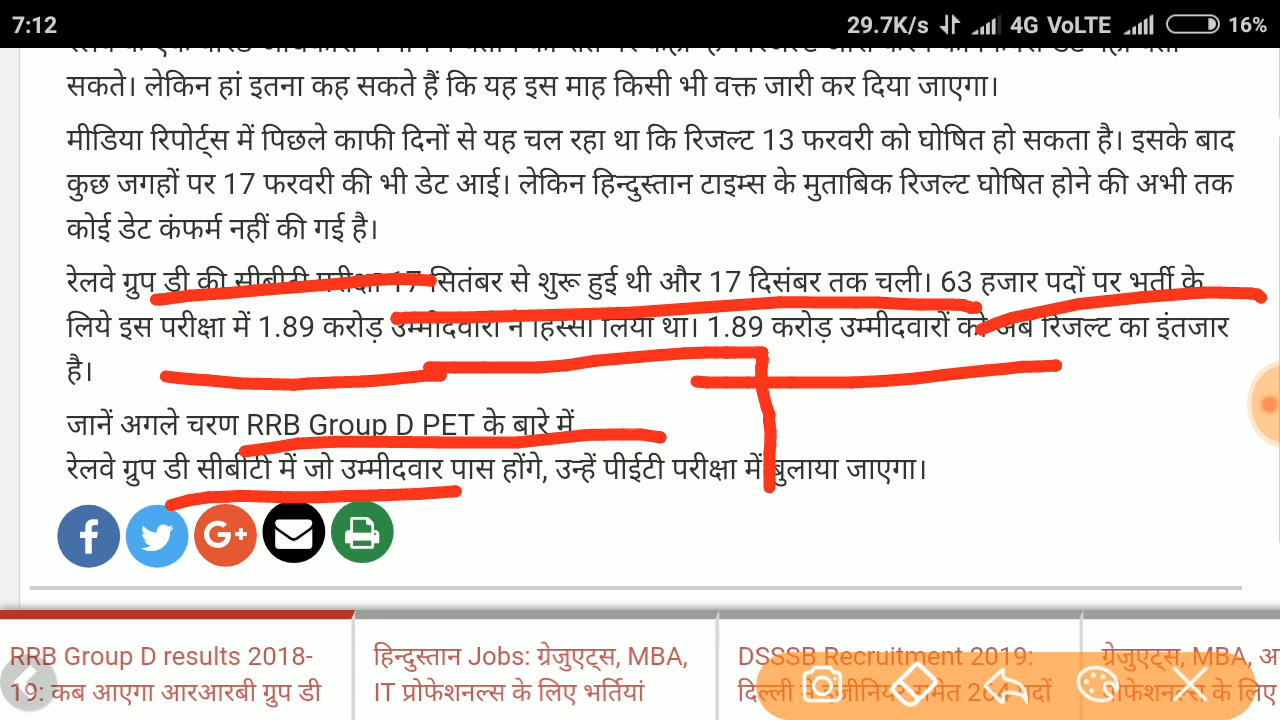 7:12 29.7K/s 4G VoLTE 16%
सकते। लेकिन हां इतना कह सकते हैं कि यह इस माह किसी भी वक्त जारी कर दिया जाएगा।
मीडिया रिपोर्ट्स में पिछले काफी दिनों से यह चल रहा था कि रिजल्ट 13 फरवरी को घोषित हो सकता है। इसके बाद
कुछ जगहों पर 17 फरवरी की भी डेट आई। लेकिन हिन्दुस्तान टाइम्स के मुताबिक रिजल्ट घोषित होने की अभी तक
कोई डेट कंफर्म नहीं की गई है।
रेलवे ग्रुप डी की सीबीटी परीक्षा 17 सितंबर से शुरू हुई थी और 17 दिसंबर तक चली। 63 हजार पदों पर भर्ती के
लिये इस परीक्षा में 1.89 करोड़ उम्मीदवारों ने हिस्सा लिया था। 1.89 करोड़ उम्मीदवारों को अब रिजल्ट का इंतजार
है।
जानें अगले चरण RRB Group D PET के बारे में
रेलवे ग्रुप डी सीबीटी में जो उम्मीदवार पास होंगे, उन्हें पीईटी परीक्षा में बुलाया जाएगा।
f G+
RRB Group D results 2018-
19: कब आएगा आरआरबी ग्रुप डी
हिन्दुस्तान Jobs: ग्रेजुएट्स, MBA,
IT प्रोफेशनल्स के लिए भर्तियां
DSSSB Recruitment 2019:
दिल्ली में समेत 264 पदों
ग्रेजुएट्स, MBA,
के लिए